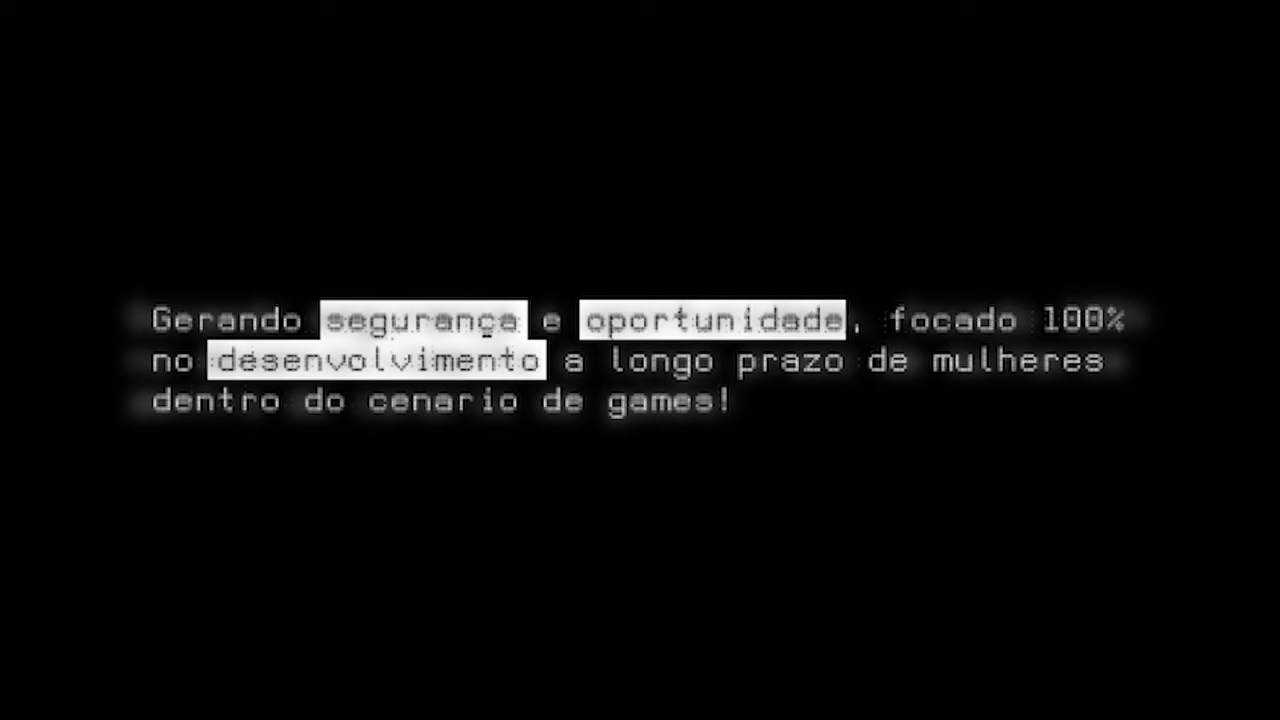 Gerando segurança e oportunidade, focado 100%
no desenvolvimento a longo prazo de mulheres
dentro do cenario de games!